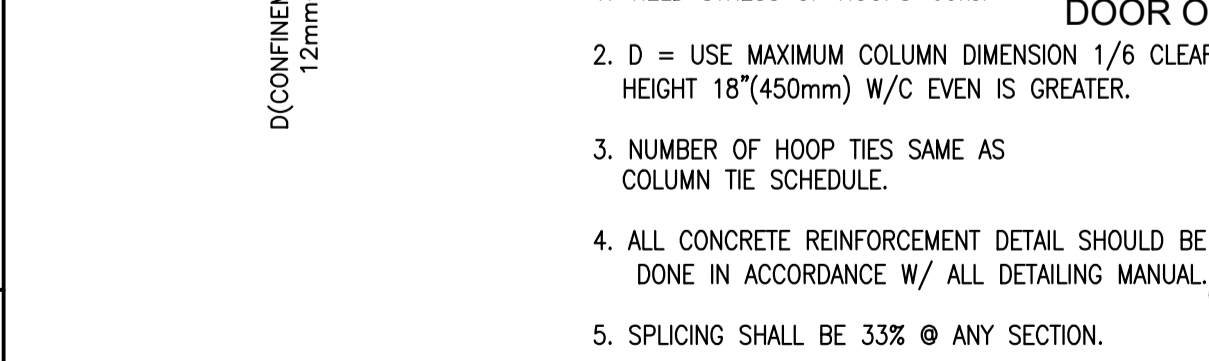 D(CONFINEM
12mm
DOOR O
2. D = USE MAXIMUM COLUMN DIMENSION 1/6 CLEAR
HEIGHT 18"(450mm) W/C EVEN IS GREATER.
3. NUMBER OF HOOP TIES SAME AS
COLUMN TIE SCHEDULE.
4. ALL CONCRETE REINFORCEMENT DETAIL SHOULD BE
DONE IN ACCORDANCE W/ ALL DETAILING MANUAL.
5. SPLICING SHALL BE 33% @ ANY SECTION.